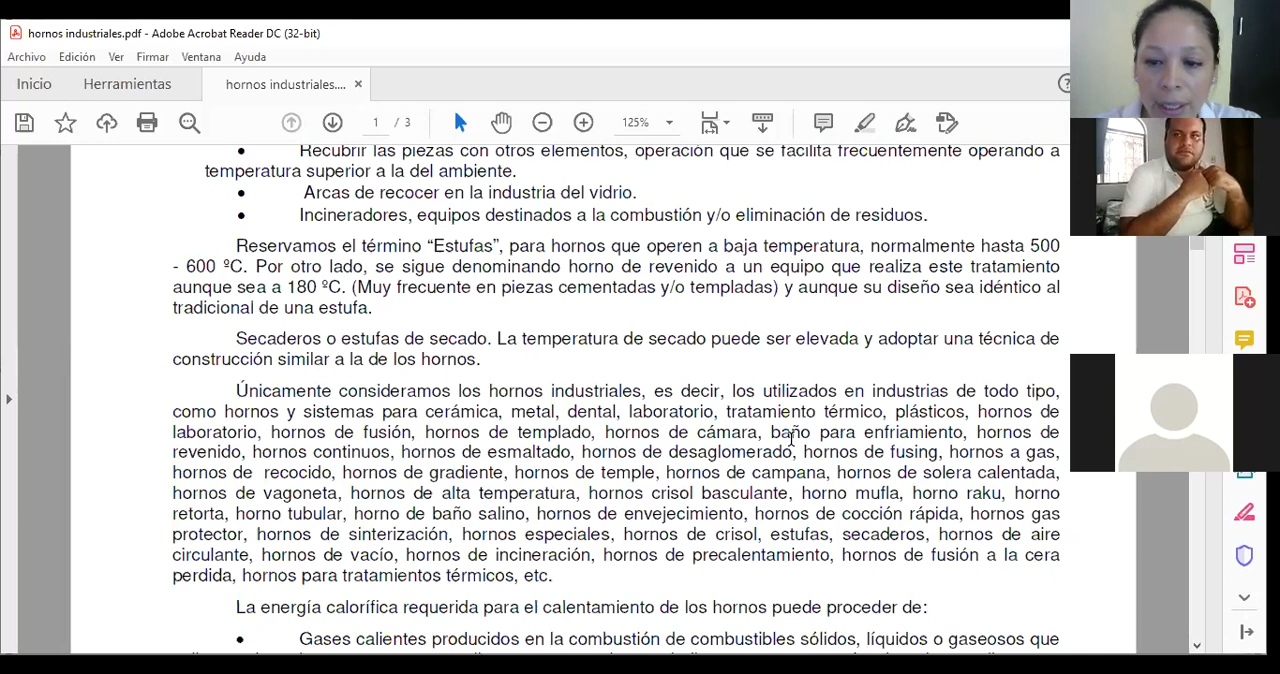 hornos industriales.pdf - Adobe Acrobat Reader DC (32-bit)
Archivo Edición Ver Firmar Ventana Ayuda
Inicio Herramientas hornos industriales.... ×
1 / 3 125%
• Recubrir las piezas con otros elementos, operación que se facilita frecuentemente operando a
temperatura superior a la del ambiente.
• Arcas de recocer en la industria del vidrio.
• Incineradores, equipos destinados a la combustión y/o eliminación de residuos.
Reservamos el término “Estufas”, para hornos que operen a baja temperatura, normalmente hasta 500
- 600 ºC. Por otro lado, se sigue denominando horno de revenido a un equipo que realiza este tratamiento
aunque sea a 180 ºC. (Muy frecuente en piezas cementadas y/o templadas) y aunque su diseño sea idéntico al
tradicional de una estufa.
Secaderos o estufas de secado. La temperatura de secado puede ser elevada y adoptar una técnica de
construcción similar a la de los hornos.
Únicamente consideramos los hornos industriales, es decir, los utilizados en industrias de todo tipo,
como hornos y sistemas para cerámica, metal, dental, laboratorio, tratamiento térmico, plásticos, hornos de
laboratorio, hornos de fusión, hornos de templado, hornos de cámara, baño para enfriamiento, hornos de
revenido, hornos continuos, hornos de esmaltado, hornos de desaglomerado, hornos de fusing, hornos a gas,
hornos de recocido, hornos de gradiente, hornos de temple, hornos de campana, hornos de solera calentada,
hornos de vagoneta, hornos de alta temperatura, hornos crisol basculante, horno mufla, horno raku, horno
retorta, horno tubular, horno de baño salino, hornos de envejecimiento, hornos de cocción rápida, hornos gas
protector, hornos de sinterización, hornos especiales, hornos de crisol, estufas, secaderos, hornos de aire
circulante, hornos de vacío, hornos de incineración, hornos de precalentamiento, hornos de fusión a la cera
perdida, hornos para tratamientos térmicos, etc.
La energía calorífica requerida para el calentamiento de los hornos puede proceder de:
• Gases calientes producidos en la combustión de combustibles sólidos, líquidos o gaseosos que